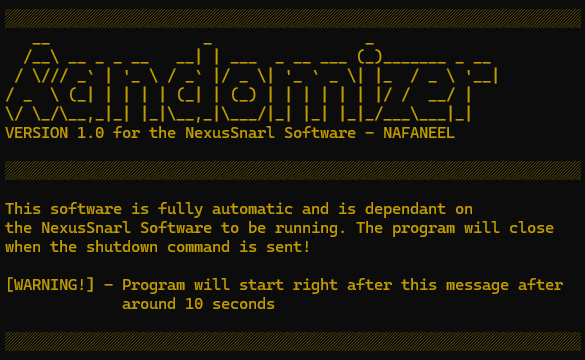 Randomizer
VERSION 1.0 for the NexusSnarl Software - NAFANEEL
This software is fully automatic and is dependant on
the NexusSnarl Software to be running. The program will close
when the shutdown command is sent!
[WARNING!] - Program will start right after this message after
around 10 seconds